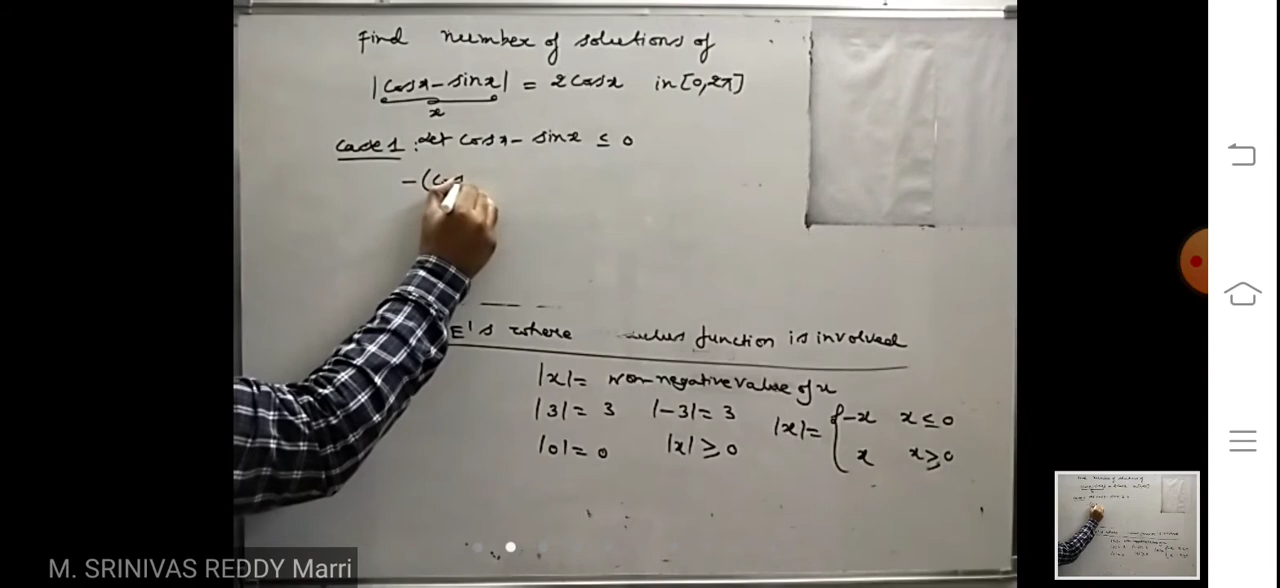 Find number of solutions of
|cosx - sinx| = 2cosx in [0, 2π]
x
Case 1 : Let cosx - sinx ≤ 0
- (cos
E's where function is involved
|x| = non-negative value of x
|3| = 3 |-3| = 3 |x| = { -x x ≤ 0
|0| = 0 |x| ≥ 0 x x ≥ 0
M. SRINIVAS REDDY Marri